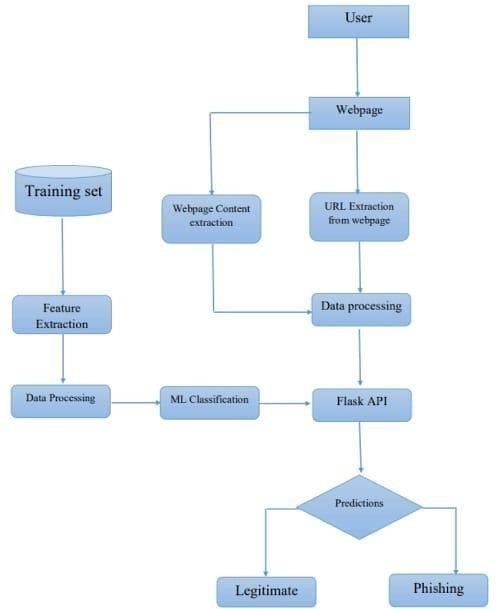 User
Webpage
Training set
Webpage Content
extraction
URL Extraction
from webpage
Feature
Extraction
Data processing
Data Processing
ML Classification
Flask API
Predictions
Legitimate
Phishing